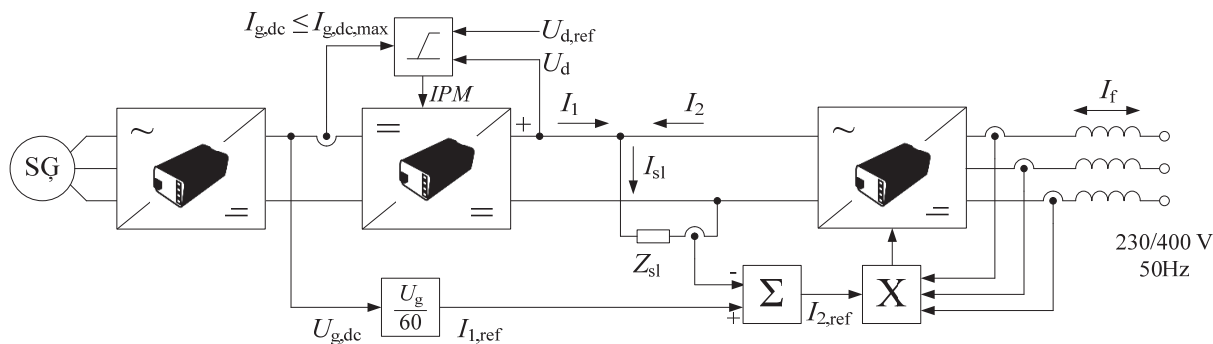 I_g,dc ≤ I_g,dc,max
U_d,ref
U_d
IPM
I_1
I_2
I_f
~
=
+
~
SĢ
I_sl
=
=
=
Z_sl
230/400 V
50Hz
-
Σ
X
+
U_g
60
U_g,dc
I_1,ref
I_2,ref